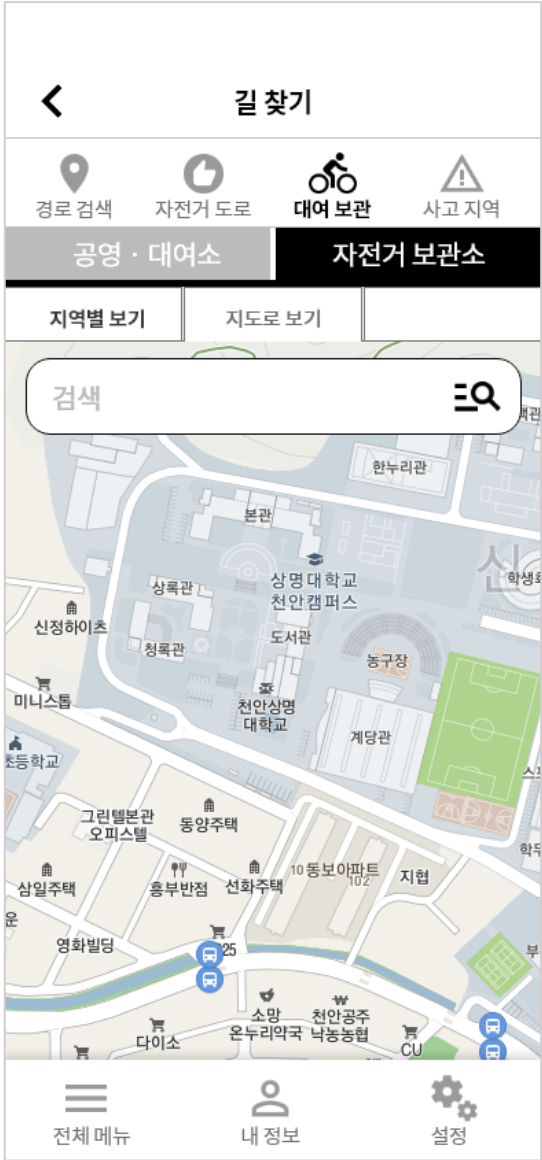 길 찾기
경로 검색
자전거 도로
대여 보관
사고 지역
공영 · 대여소
자전거 보관소
지역별 보기
지도로 보기
검색
한누리관
본관
상명대학교
천안캠퍼스
신
상록관
신정하이츠
도서관
청록관
농구장
미니스톱
천안상명
대학교
계당관
초등학교
그린텔본관
오피스텔
동양주택
10 동보아파트
102
지협
삼일주택
흥부반점
선화주택
영화빌딩
25
소망
온누리약국
천안공주
낙농농협
다이소
CU
전체 메뉴
내 정보
설정